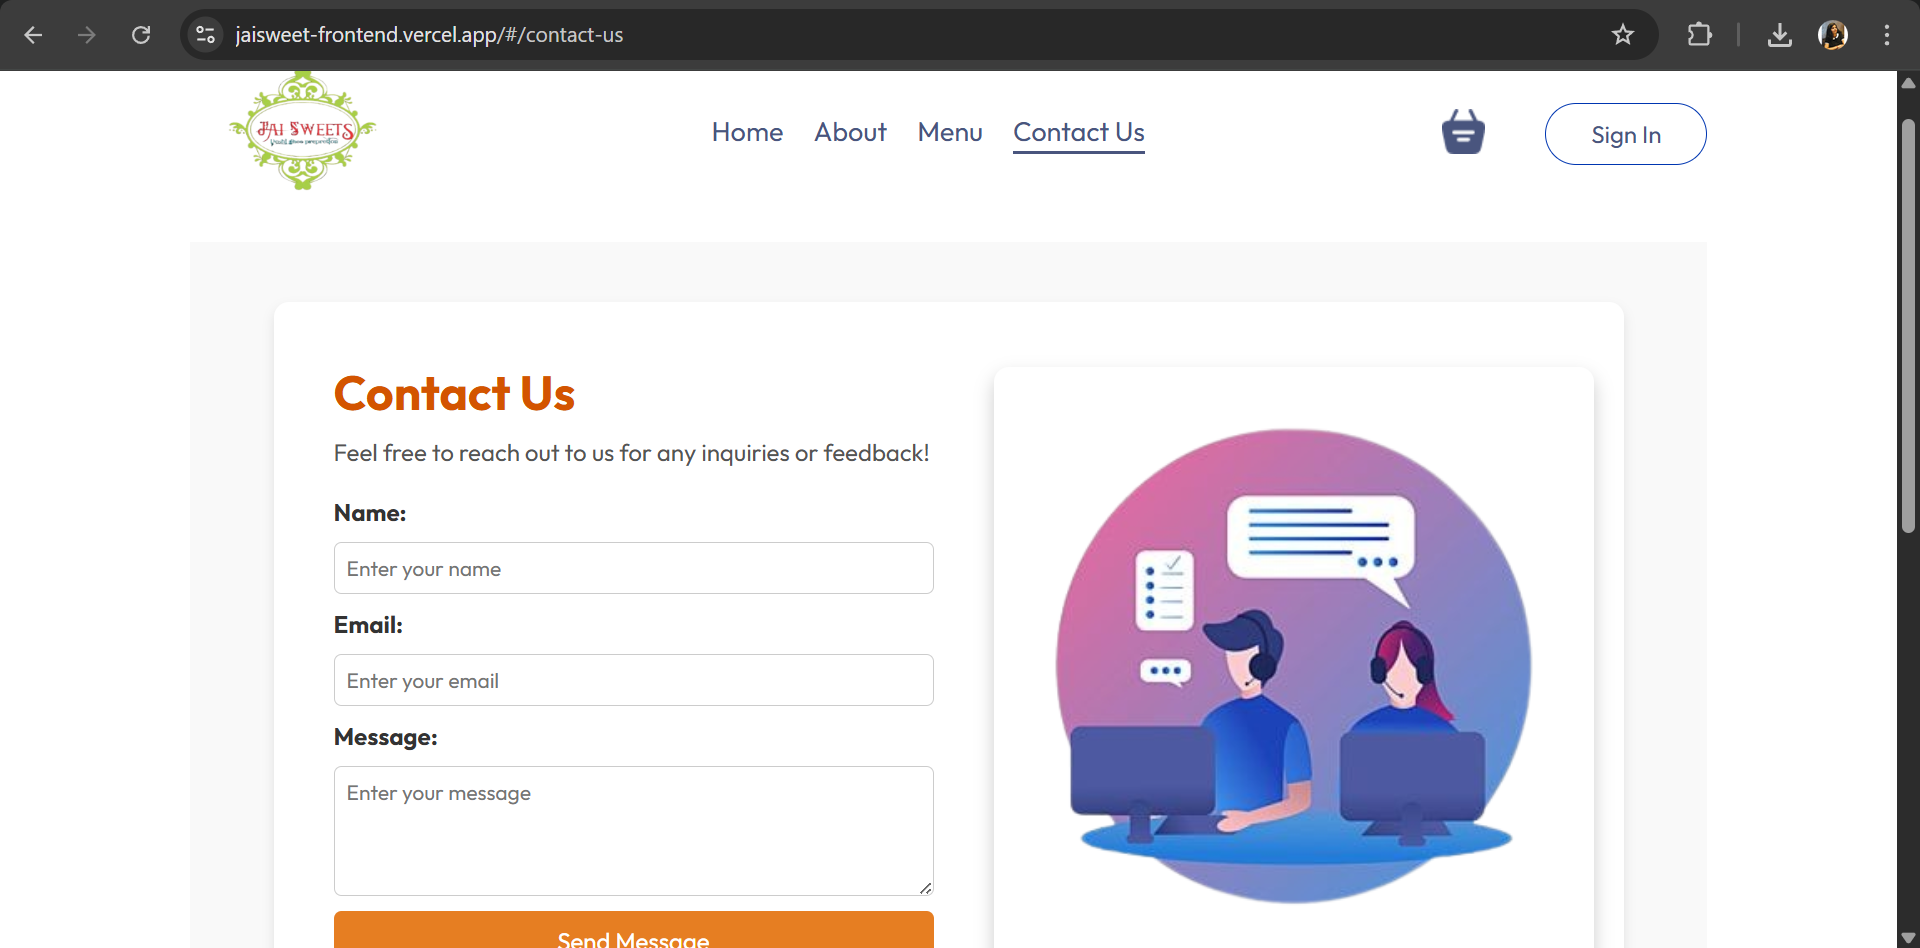 jaisweet-frontend.vercel.app/#/contact-us
JAI SWEETS
Home
About
Menu
Contact Us
Sign In
Contact Us
Feel free to reach out to us for any inquiries or feedback!
Name:
Enter your name
Email:
Enter your email
Message:
Enter your message
Send Message